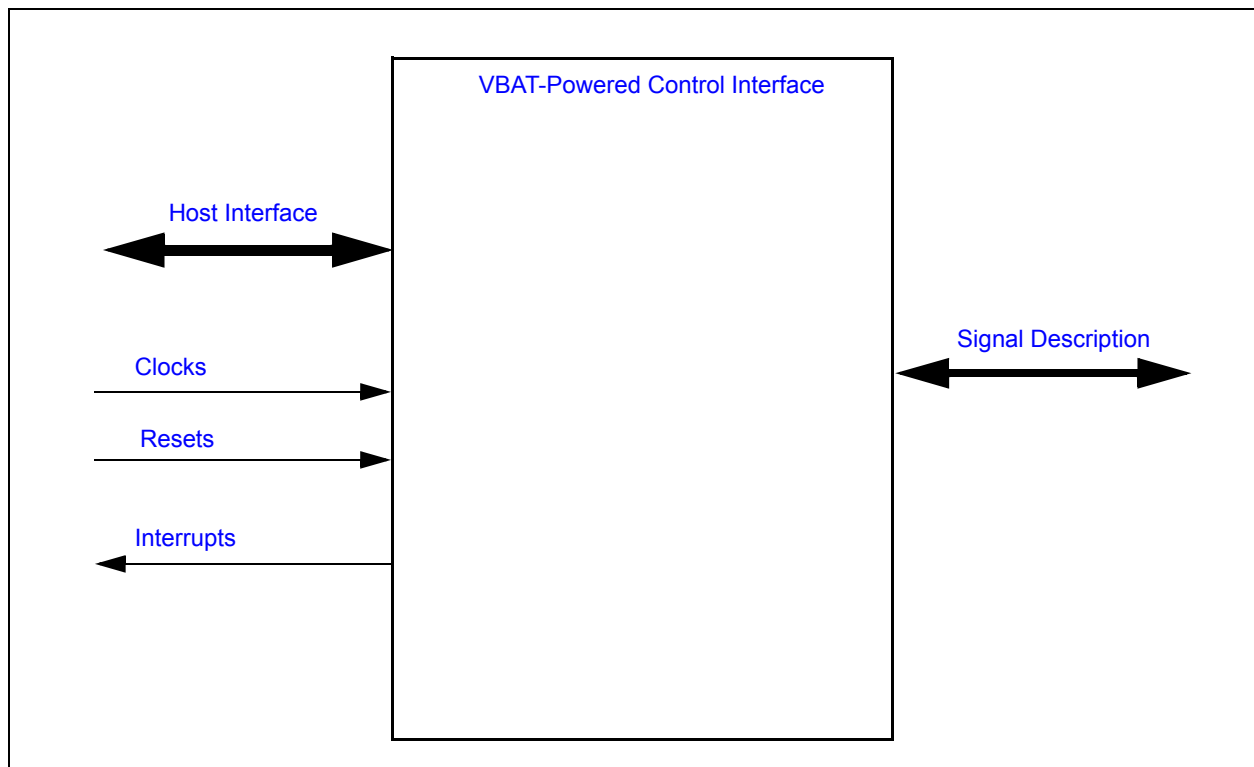 VBAT-Powered Control Interface
Host Interface
Signal Description
Clocks
Resets
Interrupts